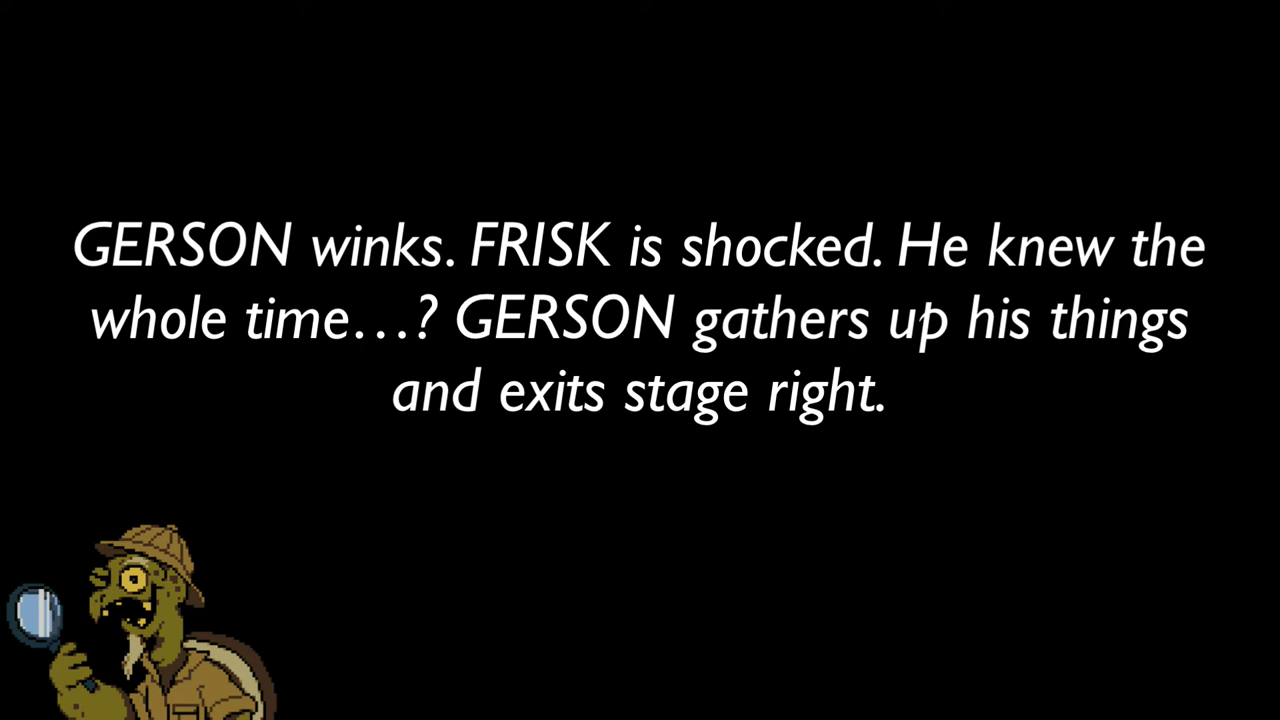 GERSON winks. FRISK is shocked. He knew the
whole time…? GERSON gathers up his things
and exits stage right.